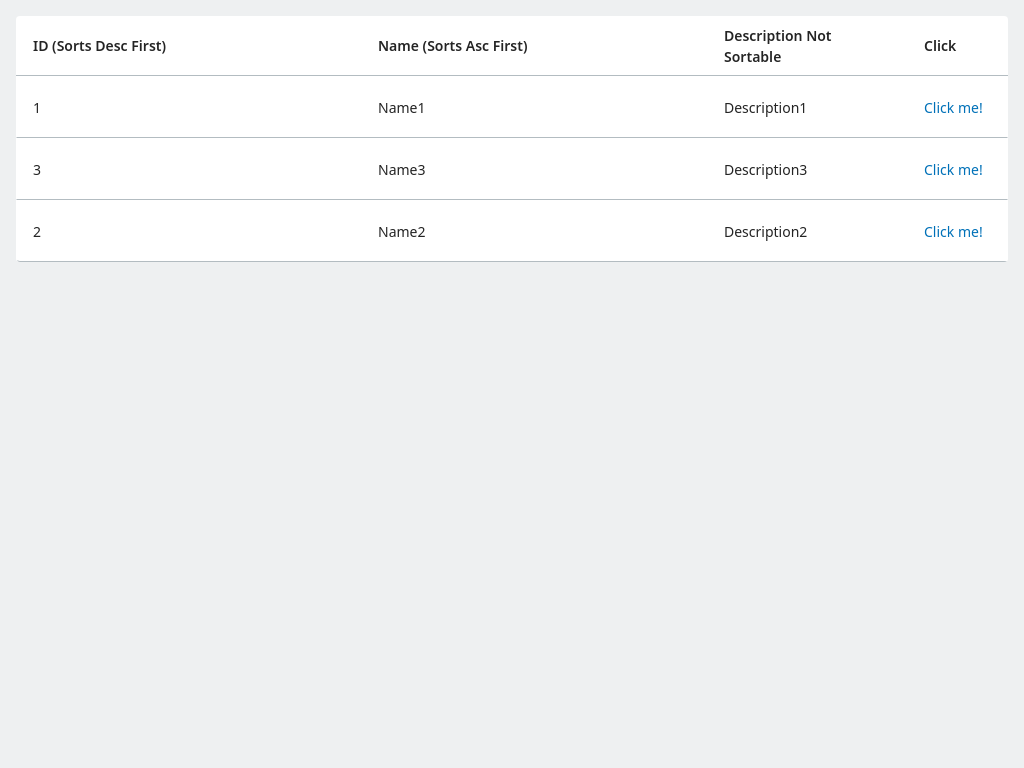 ID (Sorts Desc First) Name (Sorts Asc First) Description Not Sortable Click
1 Name1 Description1 Click me!
3 Name3 Description3 Click me!
2 Name2 Description2 Click me!